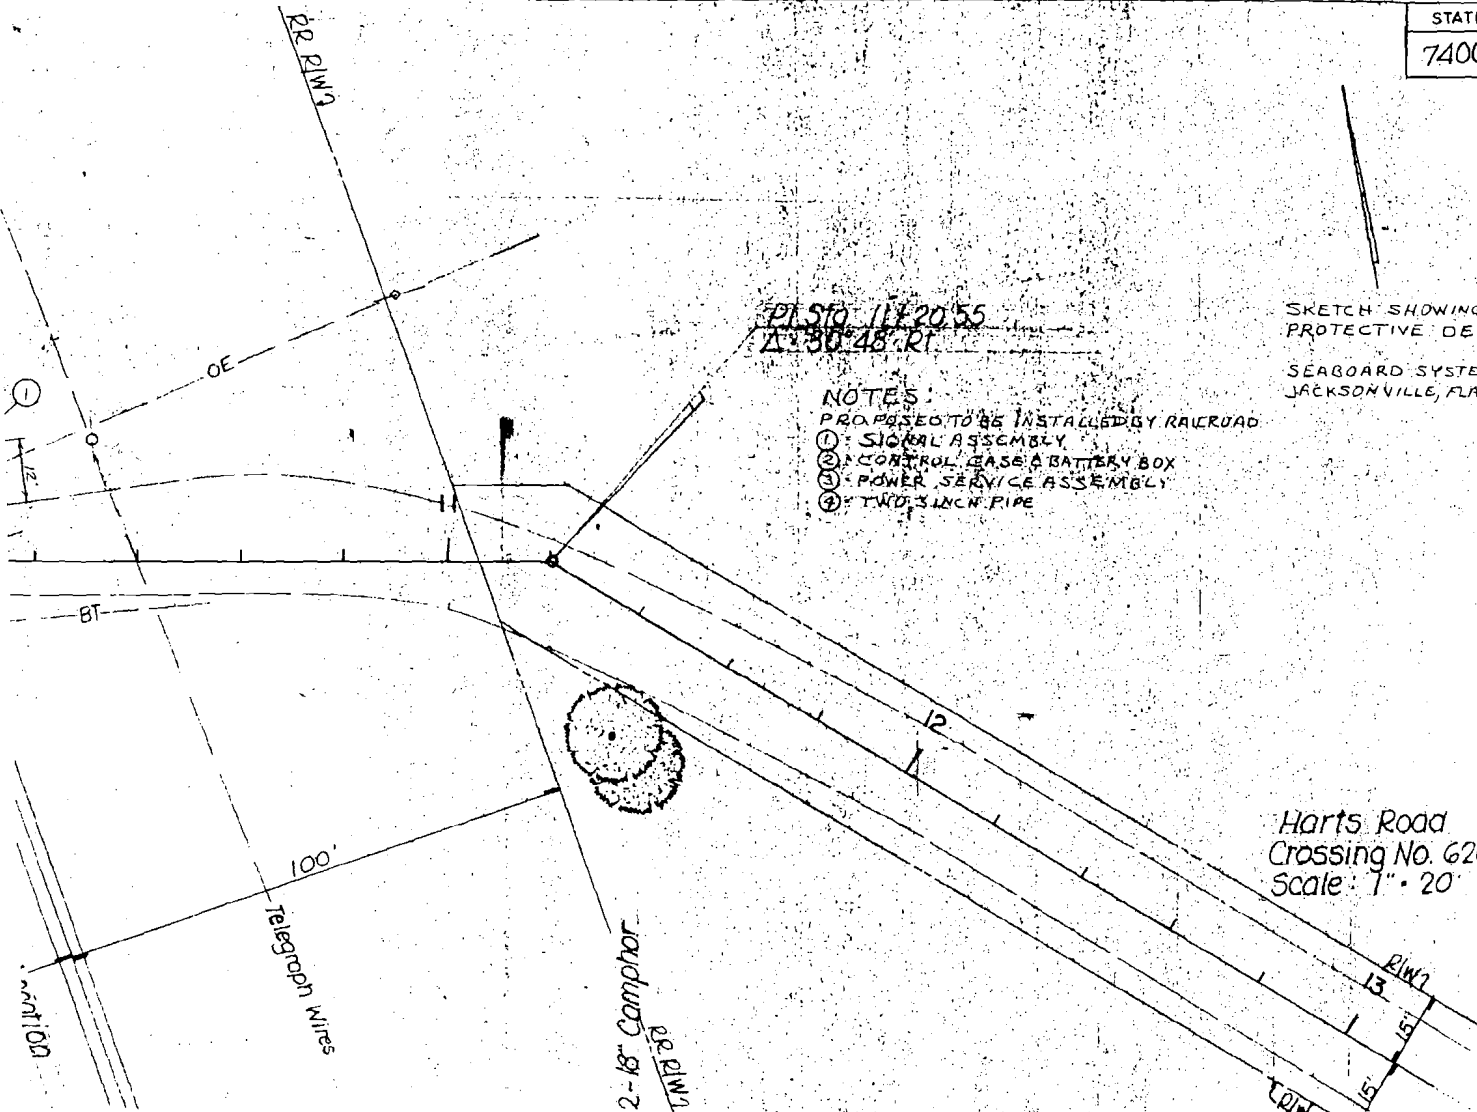 RR R/W
STAT
7400
OE
PI Sta. 11+20.55
Δ = 30°48' Rt
SKETCH SHOWING
PROTECTIVE DE
SEABOARD SYSTE
JACKSONVILLE, FLA
NOTES:
PROPOSED TO BE INSTALLED BY RAILROAD
① - SIGNAL ASSEMBLY
② - CONTROL CASE & BATTERY BOX
③ - POWER SERVICE ASSEMBLY
④ - TWO 3 INCH PIPE
1
12'
BT
12
Harts Road
Crossing No. 62
Scale: 1" = 20'
100'
Telegraph Wires
2-18" Camphor
RR R/W
R/W
13
15'
15'
R/W